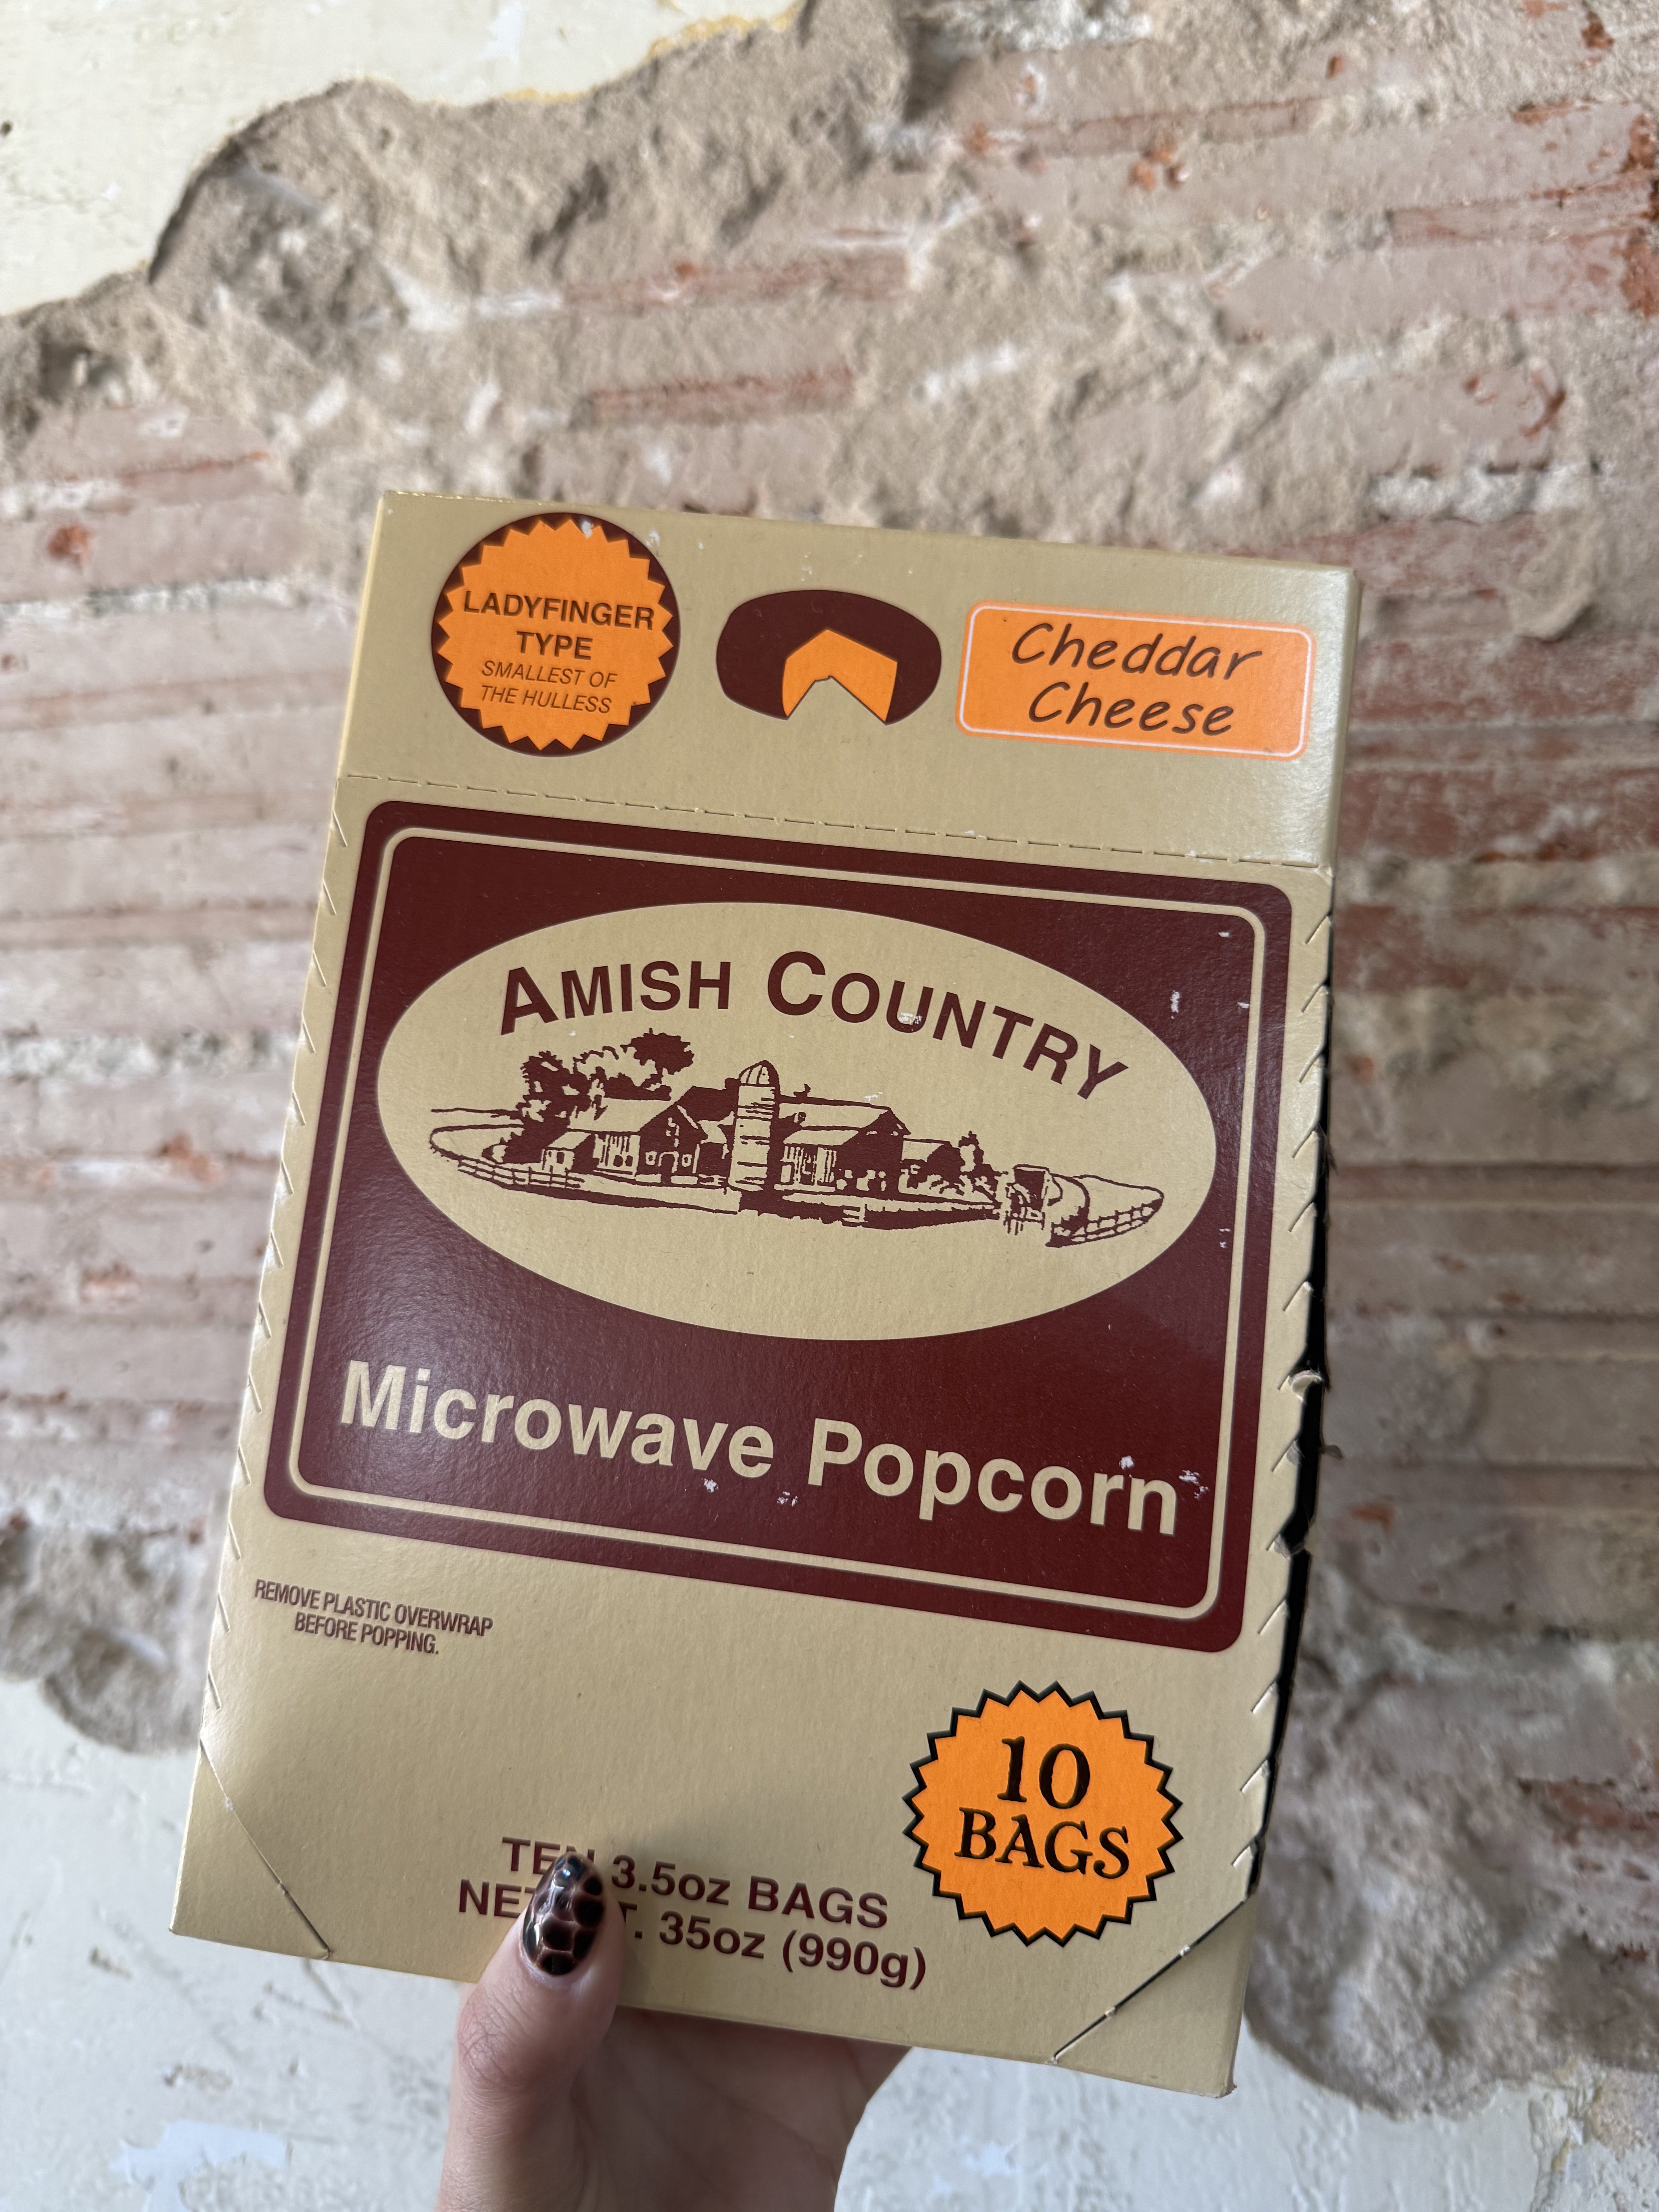 LADYFINGER
TYPE
SMALLEST OF
THE HULLESS
Cheddar
Cheese
AMISH COUNTRY
Microwave Popcorn
REMOVE PLASTIC OVERWRAP
BEFORE POPPING.
10
BAGS
TEN 3.5oz BAGS
35oz (990g)